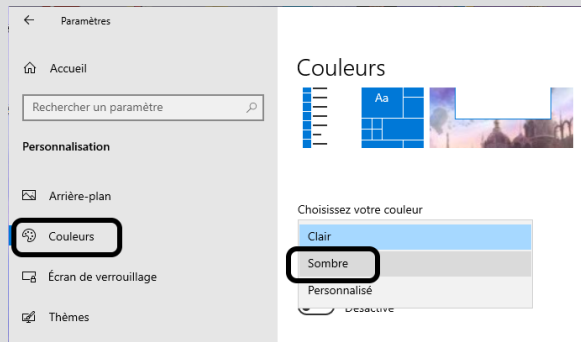 Paramètres
Accueil
Rechercher un paramètre
Personnalisation
Arrière-plan
Couleurs
Écran de verrouillage
Thèmes
Couleurs
Aa
Choisissez votre couleur
Clair
Sombre
Personnalisé
Désactivé